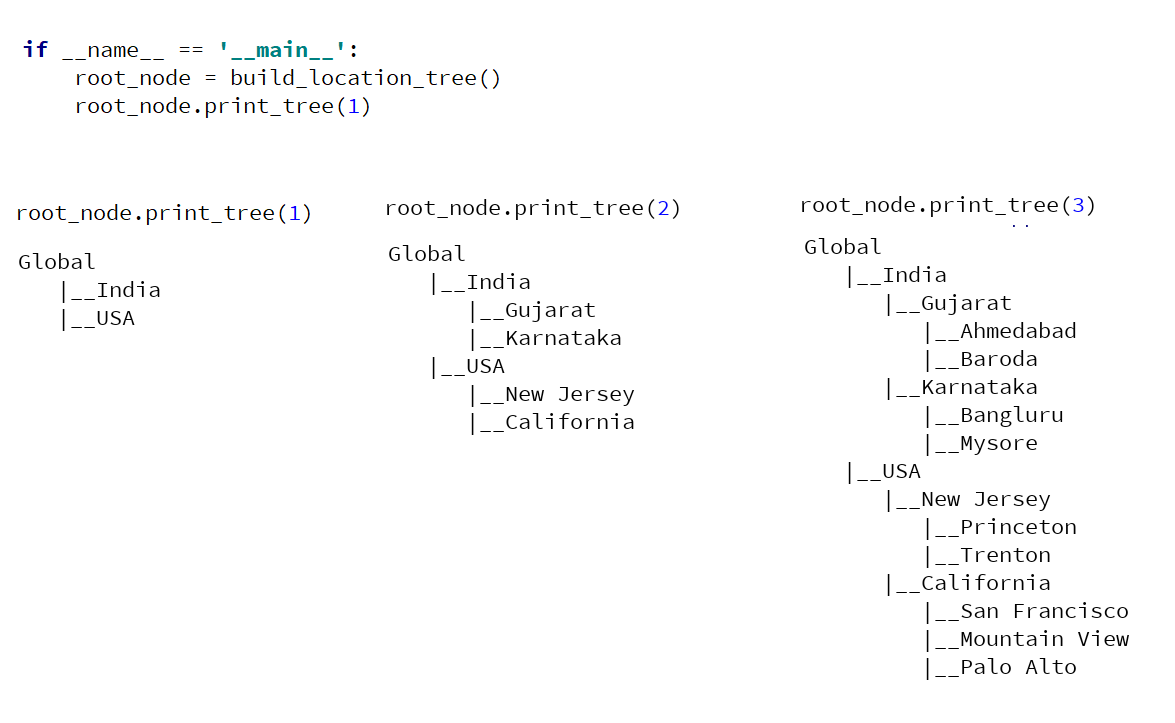 if __name__ == '__main__':
    root_node = build_location_tree()
    root_node.print_tree(1)
root_node.print_tree(1)
Global
   |__India
   |__USA
root_node.print_tree(2)
Global
   |__India
      |__Gujarat
      |__Karnataka
   |__USA
      |__New Jersey
      |__California
root_node.print_tree(3)
Global
   |__India
      |__Gujarat
         |__Ahmedabad
         |__Baroda
      |__Karnataka
         |__Bangluru
         |__Mysore
   |__USA
      |__New Jersey
         |__Princeton
         |__Trenton
      |__California
         |__San Francisco
         |__Mountain View
         |__Palo Alto